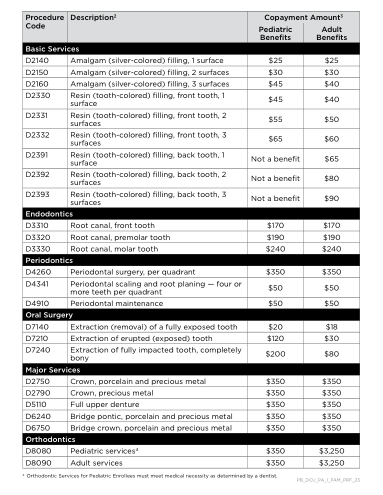 Procedure Description² Copayment Amount³
Code Pediatric Adult
Benefits Benefits
Basic Services
D2140 Amalgam (silver-colored) filling, 1 surface $25 $25
D2150 Amalgam (silver-colored) filling, 2 surfaces $30 $30
D2160 Amalgam (silver-colored) filling, 3 surfaces $45 $40
D2330 Resin (tooth-colored) filling, front tooth, 1 $45 $40
surface
D2331 Resin (tooth-colored) filling, front tooth, 2 $55 $50
surfaces
D2332 Resin (tooth-colored) filling, front tooth, 3 $65 $60
surfaces
D2391 Resin (tooth-colored) filling, back tooth, 1 Not a benefit $65
surface
D2392 Resin (tooth-colored) filling, back tooth, 2 Not a benefit $80
surfaces
D2393 Resin (tooth-colored) filling, back tooth, 3 Not a benefit $90
surfaces
Endodontics
D3310 Root canal, front tooth $170 $170
D3320 Root canal, premolar tooth $190 $190
D3330 Root canal, molar tooth $240 $240
Periodontics
D4260 Periodontal surgery, per quadrant $350 $350
D4341 Periodontal scaling and root planing — four or $50 $50
more teeth per quadrant
D4910 Periodontal maintenance $50 $50
Oral Surgery
D7140 Extraction (removal) of a fully exposed tooth $20 $18
D7210 Extraction of erupted (exposed) tooth $120 $30
D7240 Extraction of fully impacted tooth, completely $200 $80
bony
Major Services
D2750 Crown, porcelain and precious metal $350 $350
D2790 Crown, precious metal $350 $350
D5110 Full upper denture $350 $350
D6240 Bridge pontic, porcelain and precious metal $350 $350
D6750 Bridge crown, porcelain and precious metal $350 $350
Orthodontics
D8080 Pediatric services⁴ $350 $3,250
D8090 Adult services $350 $3,250
⁴ Orthodontic Services for Pediatric Enrollees must meet medical necessity as determined by a dentist.